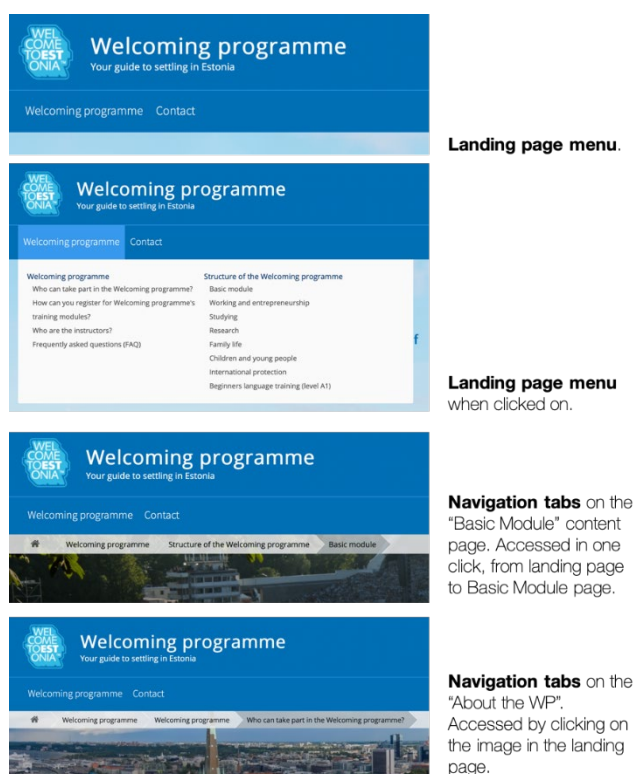 WEL
COME
TO EST
ONIA
Welcoming programme
Your guide to settling in Estonia
Welcoming programme Contact
Landing page menu.
WEL
COME
TO EST
ONIA
Welcoming programme
Your guide to settling in Estonia
Welcoming programme Contact
Welcoming programme
Who can take part in the Welcoming programme?
How can you register for Welcoming programme's
training modules?
Who are the instructors?
Frequently asked questions (FAQ)
Structure of the Welcoming programme
Basic module
Working and entrepreneurship
Studying
Research
Family life
Children and young people
International protection
Beginners language training (level A1)
f
Landing page menu
when clicked on.
WEL
COME
TO EST
ONIA
Welcoming programme
Your guide to settling in Estonia
Welcoming programme Contact
Welcoming programme Structure of the Welcoming programme Basic module
Navigation tabs on the
“Basic Module” content
page. Accessed in one
click, from landing page
to Basic Module page.
WEL
COME
TO EST
ONIA
Welcoming programme
Your guide to settling in Estonia
Welcoming programme Contact
Welcoming programme Welcoming programme Who can take part in the Welcoming programme?
Navigation tabs on the
“About the WP”.
Accessed by clicking on
the image in the landing
page.